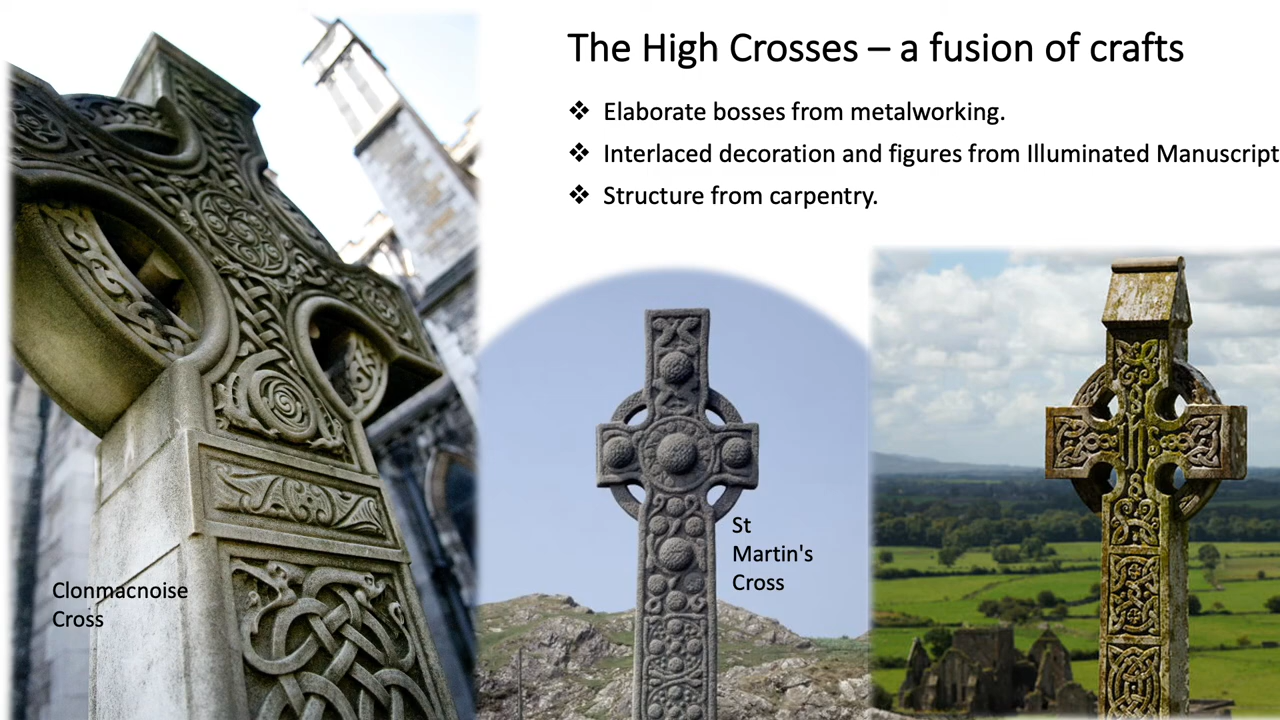 The High Crosses – a fusion of crafts
❖ Elaborate bosses from metalworking.
❖ Interlaced decoration and figures from Illuminated Manuscript
❖ Structure from carpentry.
St
Martin's
Cross
Clonmacnoise
Cross